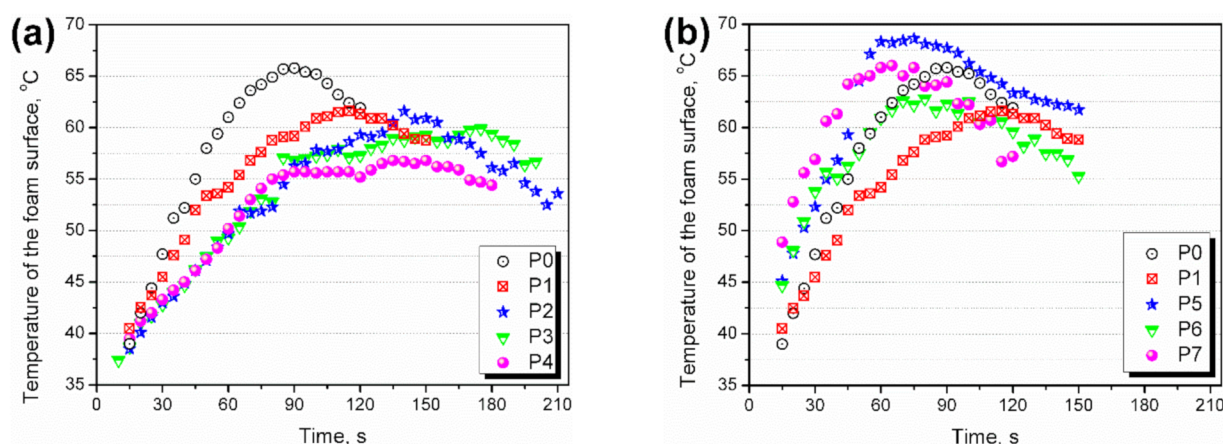 (a)
Temperature of the foam surface, °C
70
65
60
55
50
45
40
35
P0
P1
P2
P3
P4
0 30 60 90 120 150 180 210
Time, s
(b)
Temperature of the foam surface, °C
70
65
60
55
50
45
40
35
P0
P1
P5
P6
P7
0 30 60 90 120 150 180 210
Time, s